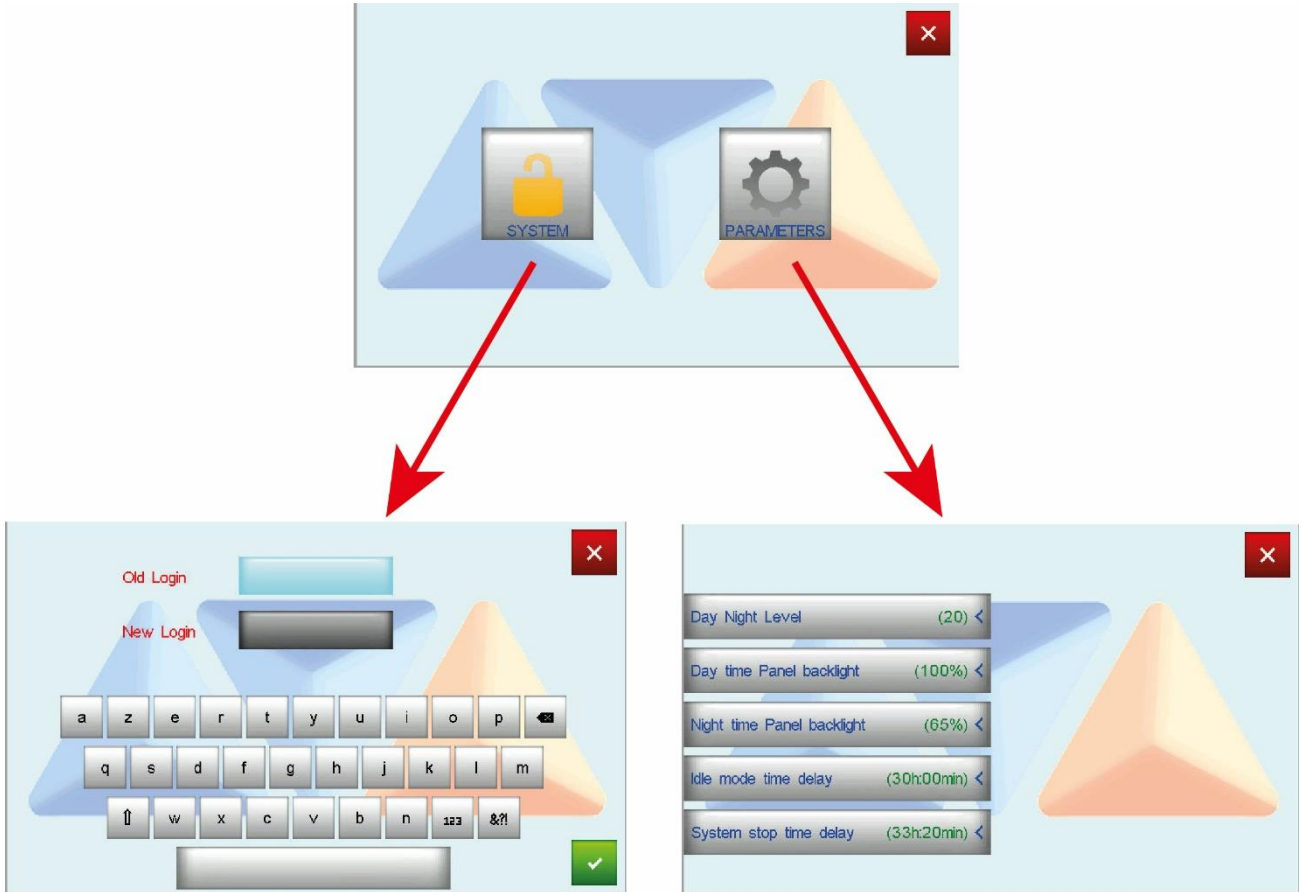 SYSTEM PARAMETERS
Old Login
New Login
a z e r t y u i o p
q s d f g h j k l m
⇧ w x c v b n 123 &?!
Day Night Level (20) <
Day time Panel backlight (100%) <
Night time Panel backlight (65%) <
Idle mode time delay (30h:00min) <
System stop time delay (33h:20min) <